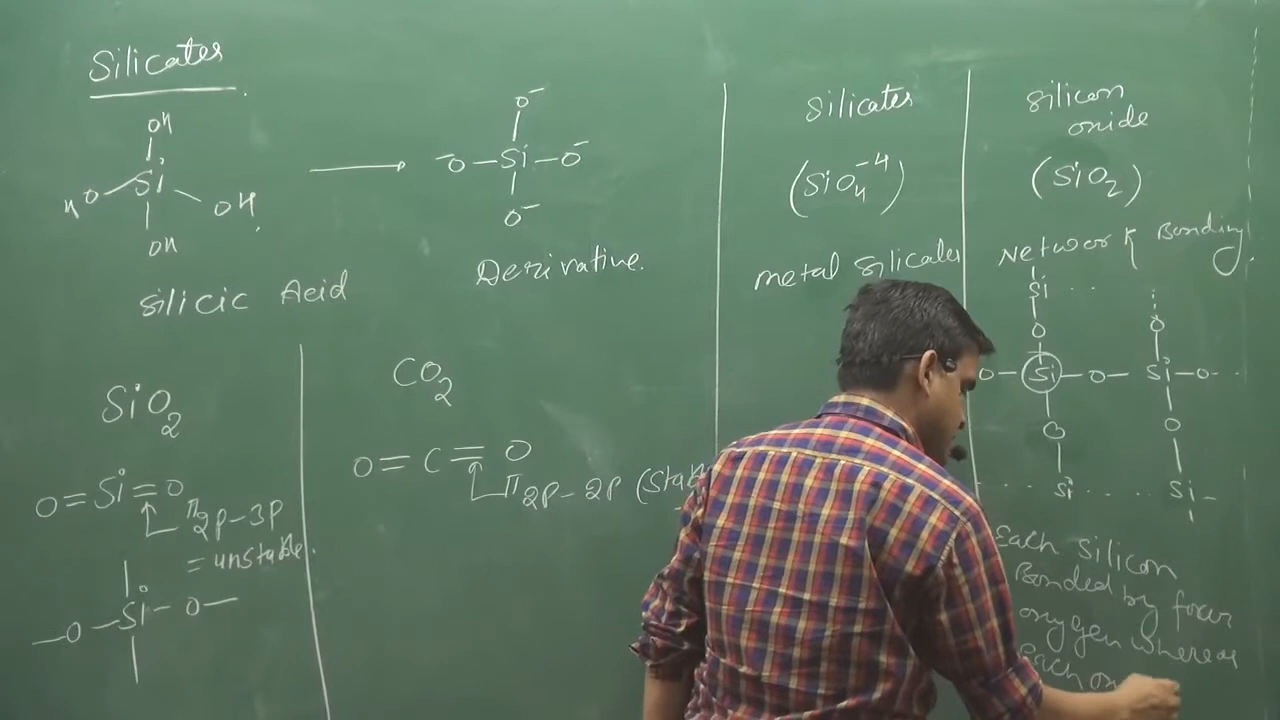 Silicates
OH
HO Si OH
OH
Silicic Acid
O⁻
⁻O—Si—O⁻
O⁻
Derivative.
Silicates
(SiO₄⁻⁴)
metal silicates
Silicon
oxide
(SiO₂)
Network Bonding.
Si ...
O O
O—Si—O—Si—O- ..
O O
..... Si ..... Si-
Each Silicon
Bonded by four
oxygen whereas
Each
SiO₂
O=Si=O
π2p-3p
= unstable.
—O—Si—O—
CO₂
O=C=O
π2p-2p